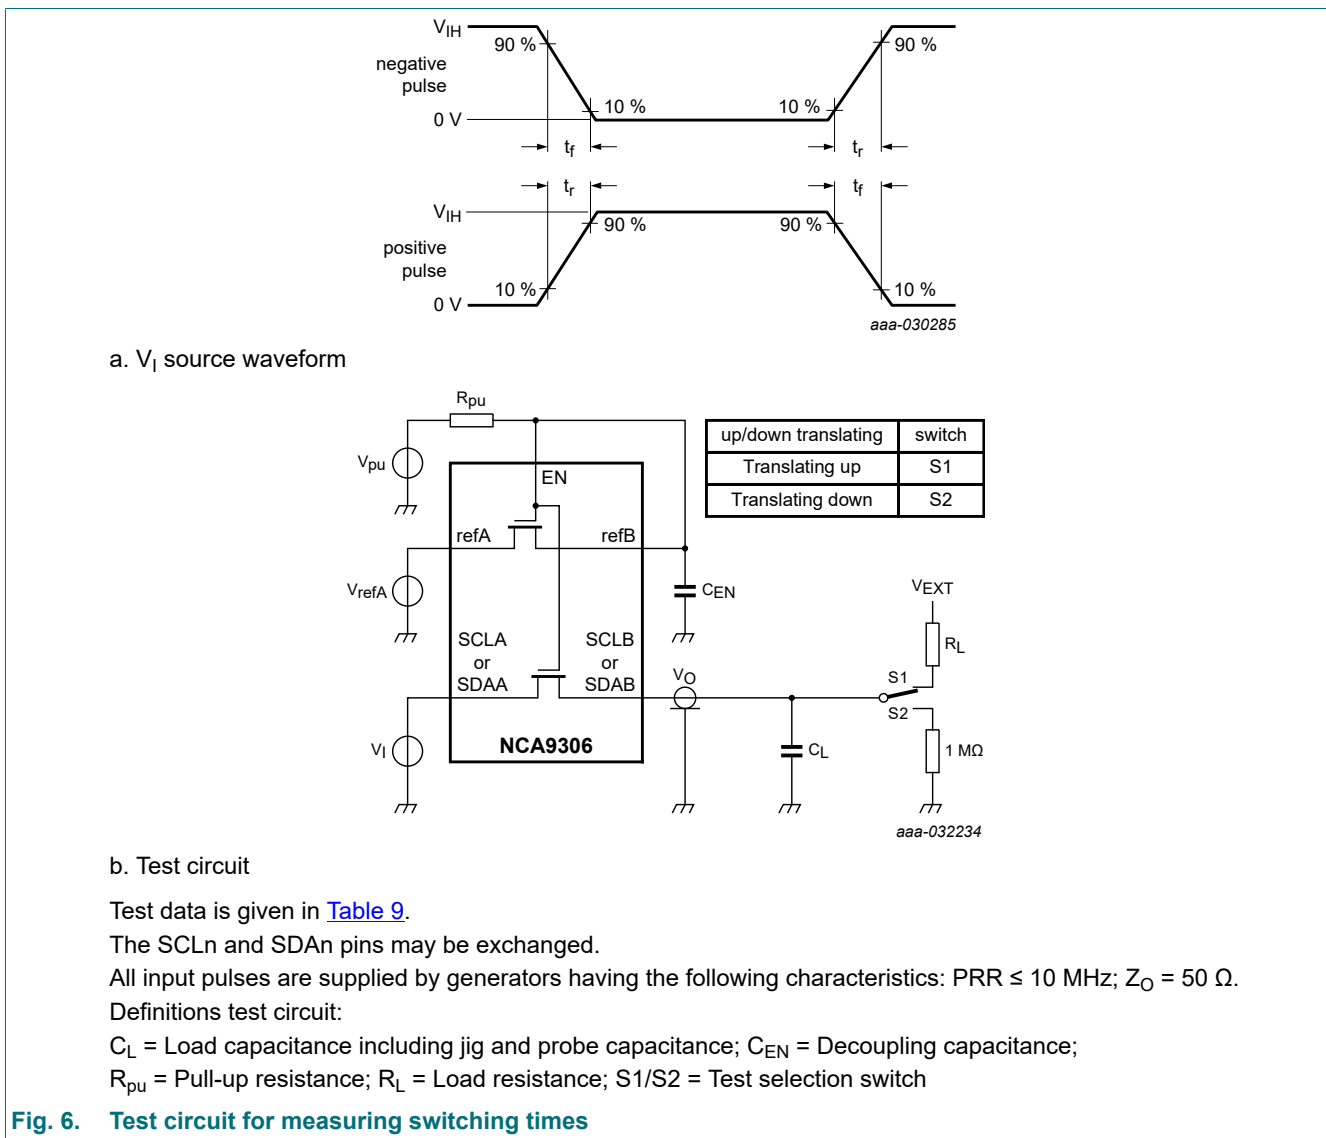 VIH
90 %
90 %
negative
pulse
10 %
10 %
0 V
tf
tr
tr
tf
VIH
90 %
90 %
positive
pulse
10 %
10 %
0 V
aaa-030285
a. VI source waveform
Rpu
up/down translating switch
Translating up S1
Translating down S2
Vpu
EN
refA
refB
VrefA
CEN
VEXT
RL
SCLA
or
SDAA
SCLB
or
SDAB
VO
S1
S2
VI
NCA9306
CL
1 MΩ
aaa-032234
b. Test circuit
Test data is given in Table 9.
The SCLn and SDAn pins may be exchanged.
All input pulses are supplied by generators having the following characteristics: PRR ≤ 10 MHz; ZO = 50 Ω.
Definitions test circuit:
CL = Load capacitance including jig and probe capacitance; CEN = Decoupling capacitance;
Rpu = Pull-up resistance; RL = Load resistance; S1/S2 = Test selection switch
Fig. 6. Test circuit for measuring switching times